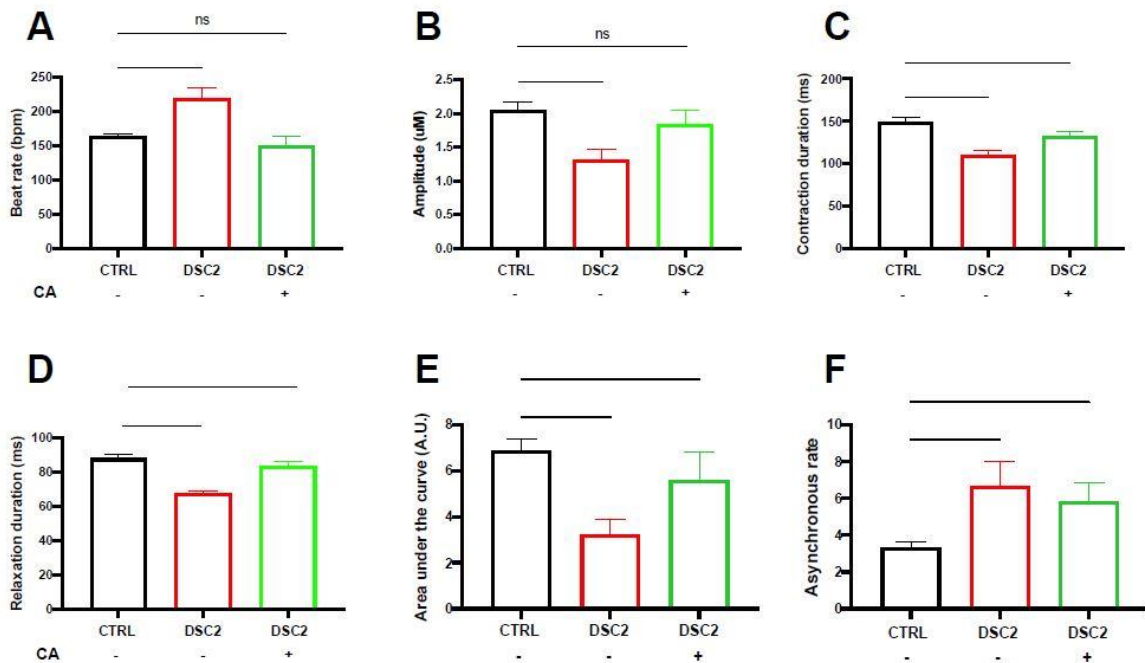 A
ns
Beat rate (bpm)
250
200
150
100
50
0
CTRL DSC2 DSC2
CA - - +
B
ns
Amplitude (uM)
2.5
2.0
1.5
1.0
0.5
0.0
CTRL DSC2 DSC2
- - +
C
Contraction duration (ms)
200
150
100
50
0
CTRL DSC2 DSC2
- - +
D
Relaxation duration (ms)
100
80
60
40
20
0
CTRL DSC2 DSC2
CA - - +
E
Area under the curve (A.U.)
8
6
4
2
0
CTRL DSC2 DSC2
- - +
F
Asynchronous rate
10
8
6
4
2
0
CTRL DSC2 DSC2
- - +